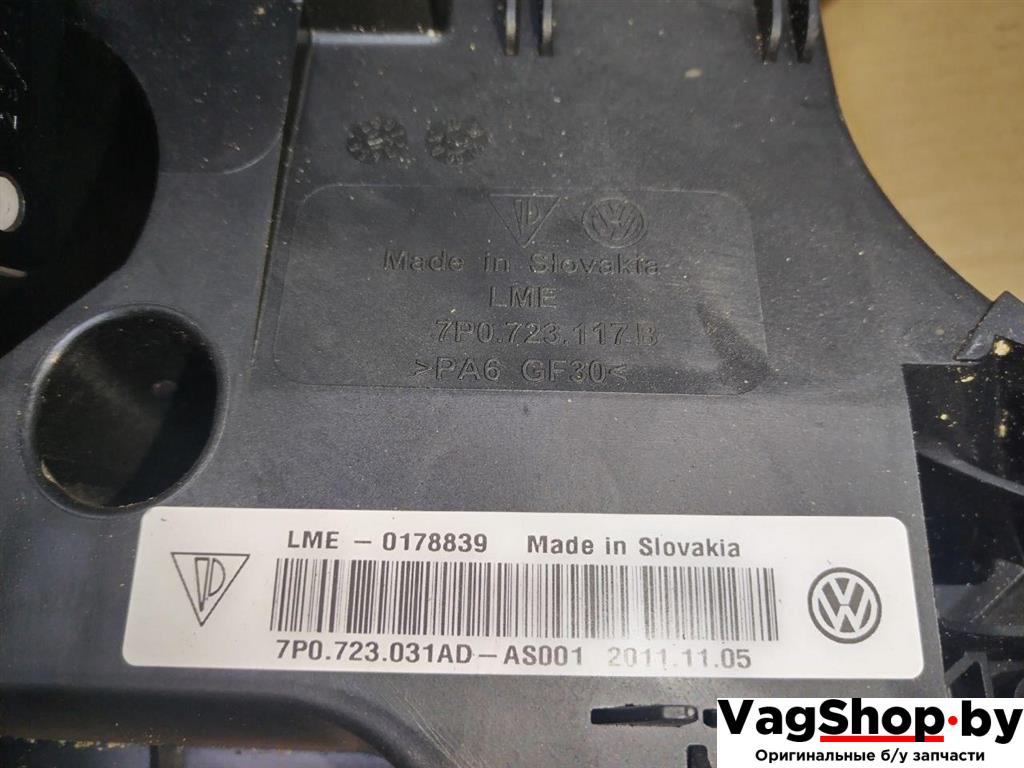 Made in Slovakia
LME
7P0.723.117.B
>PA6 GF30<
LME – 0178839 Made in Slovakia
7P0.723.031AD – AS001 2011.11.05
VagShop.by
Оригинальные б/у запчасти